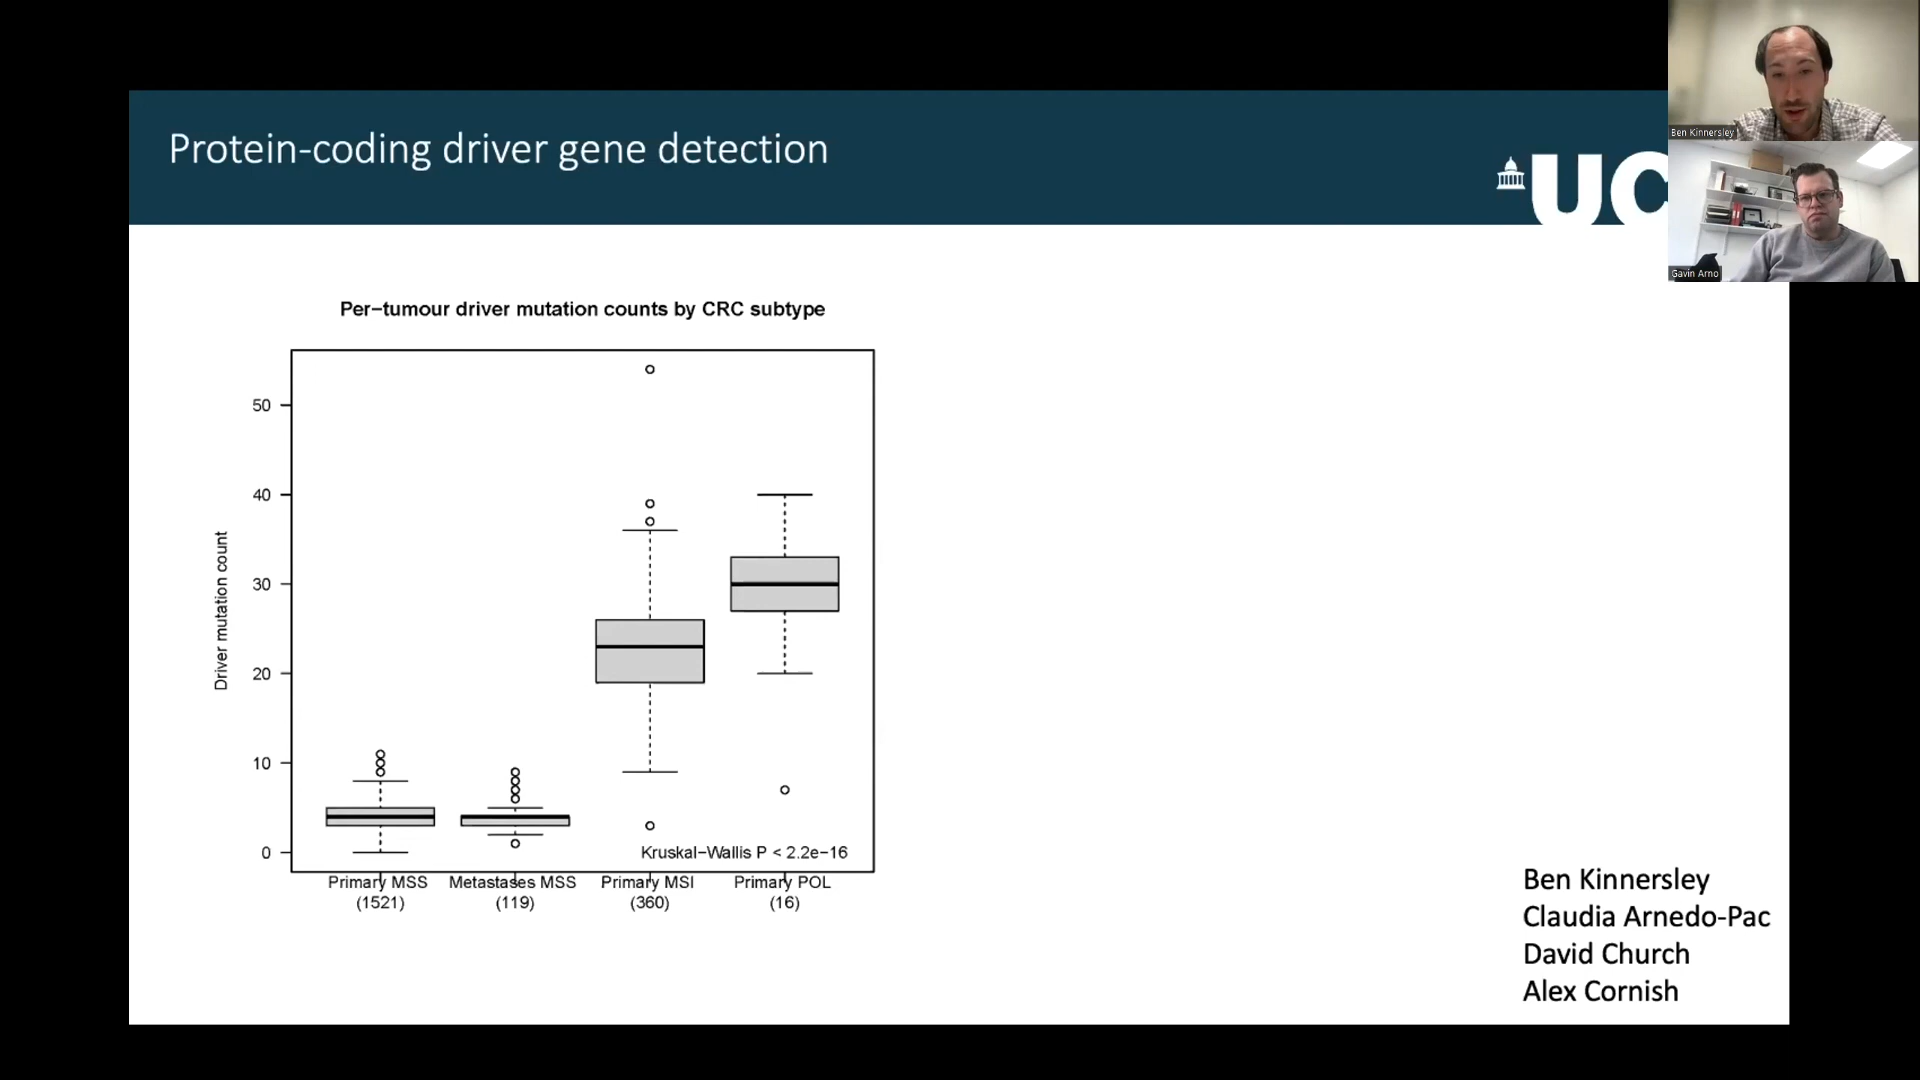 Protein-coding driver gene detection
UC
Ben Kinnersley
Gavin Arno
Per-tumour driver mutation counts by CRC subtype
Driver mutation count
50
40
30
20
10
0
Kruskal-Wallis P < 2.2e-16
Primary MSS
(1521)
Metastases MSS
(119)
Primary MSI
(360)
Primary POL
(16)
Ben Kinnersley
Claudia Arnedo-Pac
David Church
Alex Cornish